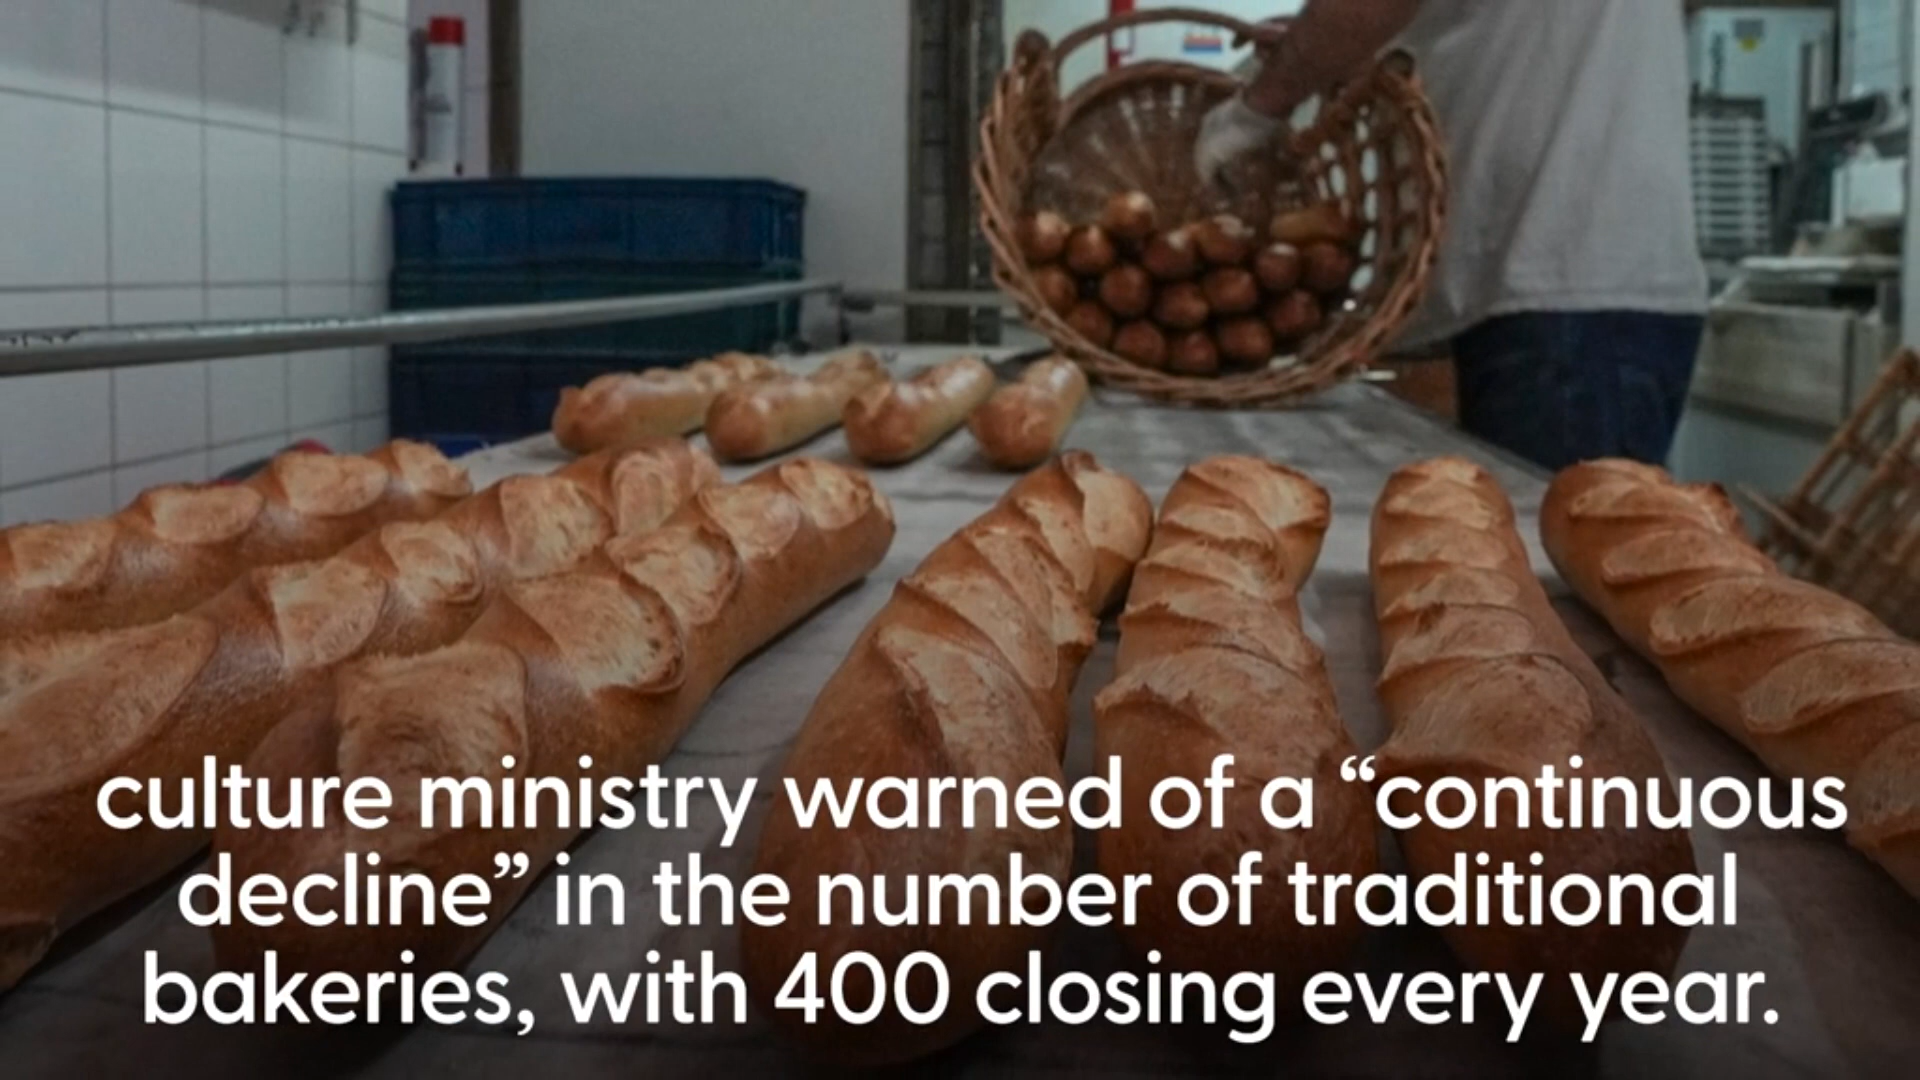 culture ministry warned of a “continuous
decline” in the number of traditional
bakeries, with 400 closing every year.